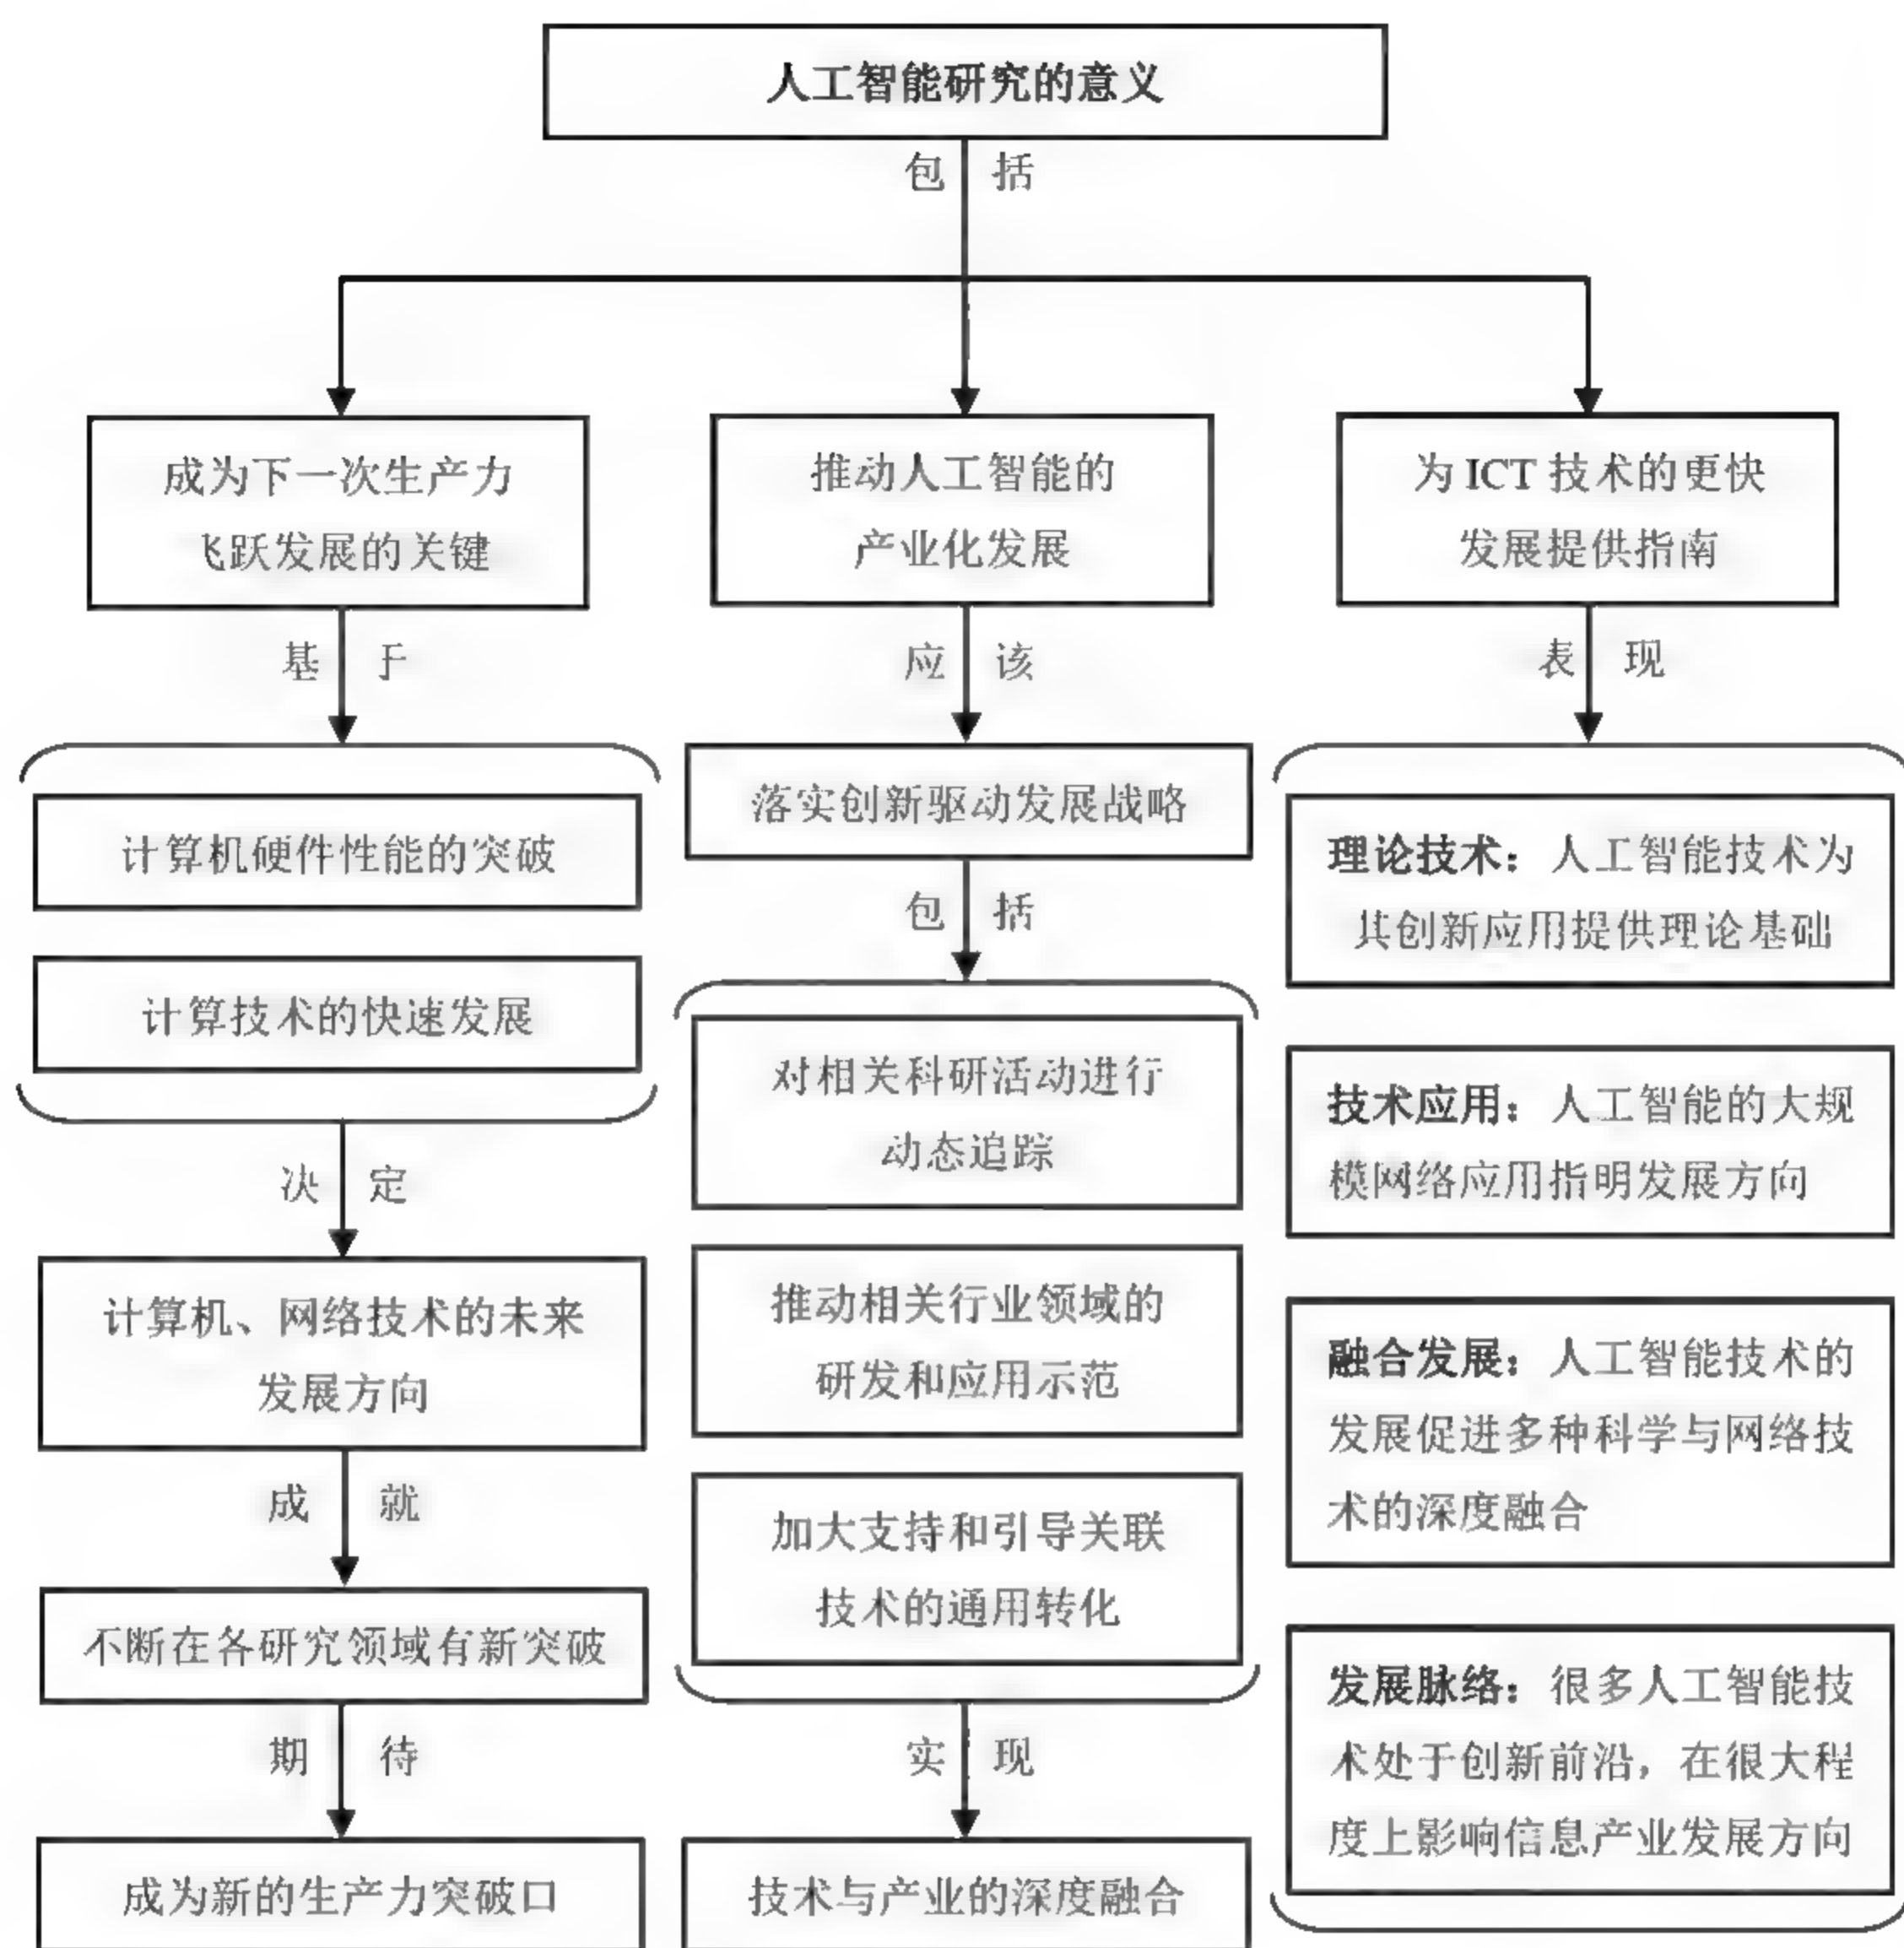 人工智能研究的意义
包括
成为下一次生产力
飞跃发展的关键
基于
计算机硬件性能的突破
计算技术的快速发展
决定
计算机、网络技术的未来
发展方向
成就
不断在各研究领域有新突破
期待
成为新的生产力突破口
推动人工智能的
产业化发展
应该
落实创新驱动发展战略
包括
对相关科研活动进行
动态追踪
推动相关行业领域的
研发和应用示范
加大支持和引导关联
技术的通用转化
实现
技术与产业的深度融合
为 ICT 技术的更快
发展提供指南
表现
理论技术：人工智能技术为
其创新应用提供理论基础
技术应用：人工智能的大规
模网络应用指明发展方向
融合发展：人工智能技术的
发展促进多种科学与网络技
术的深度融合
发展脉络：很多人工智能技
术处于创新前沿，在很大程
度上影响信息产业发展方向